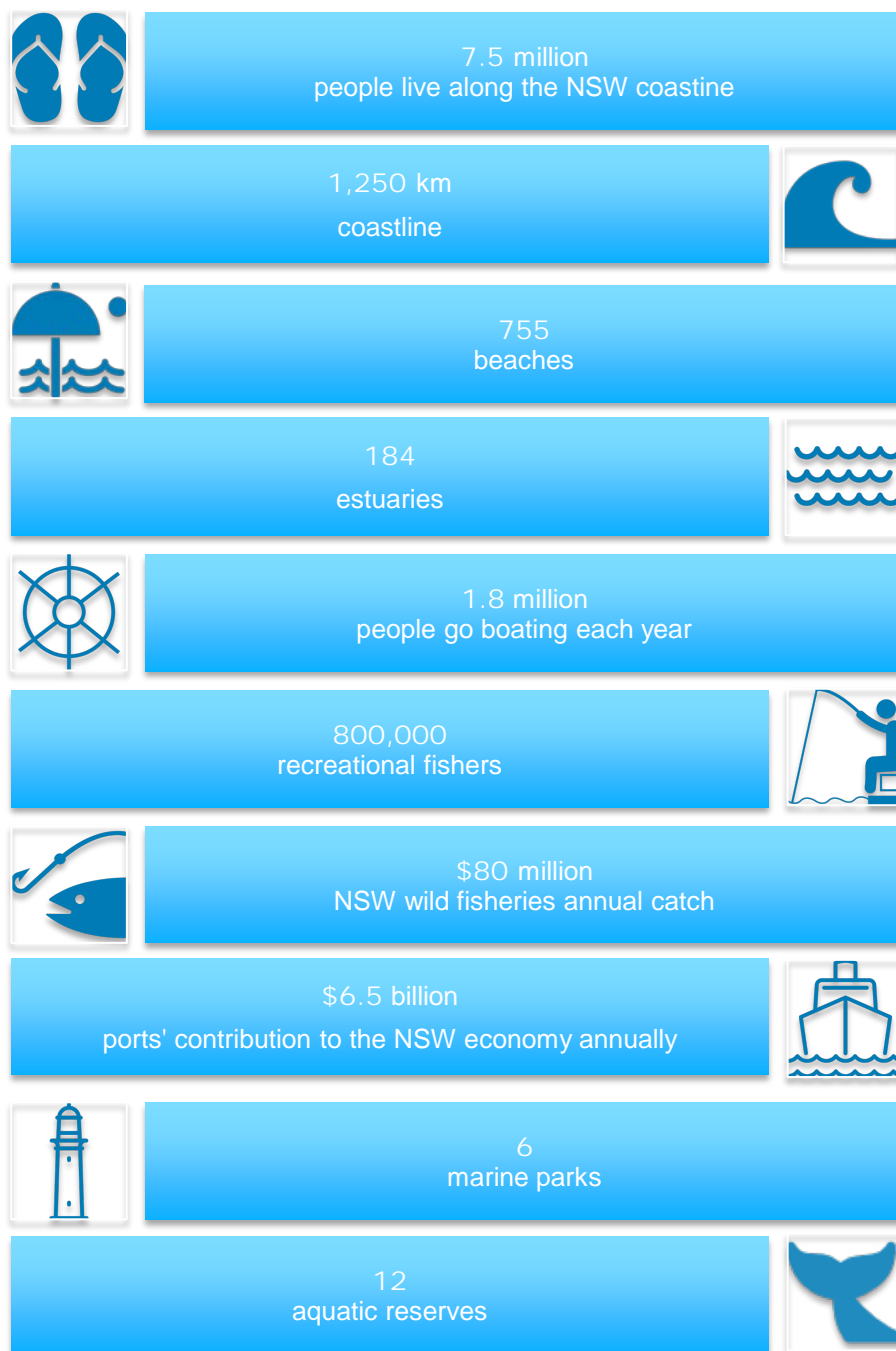 7.5 million
people live along the NSW coastine
1,250 km
coastline
755
beaches
184
estuaries
1.8 million
people go boating each year
800,000
recreational fishers
$80 million
NSW wild fisheries annual catch
$6.5 billion
ports' contribution to the NSW economy annually
6
marine parks
12
aquatic reserves